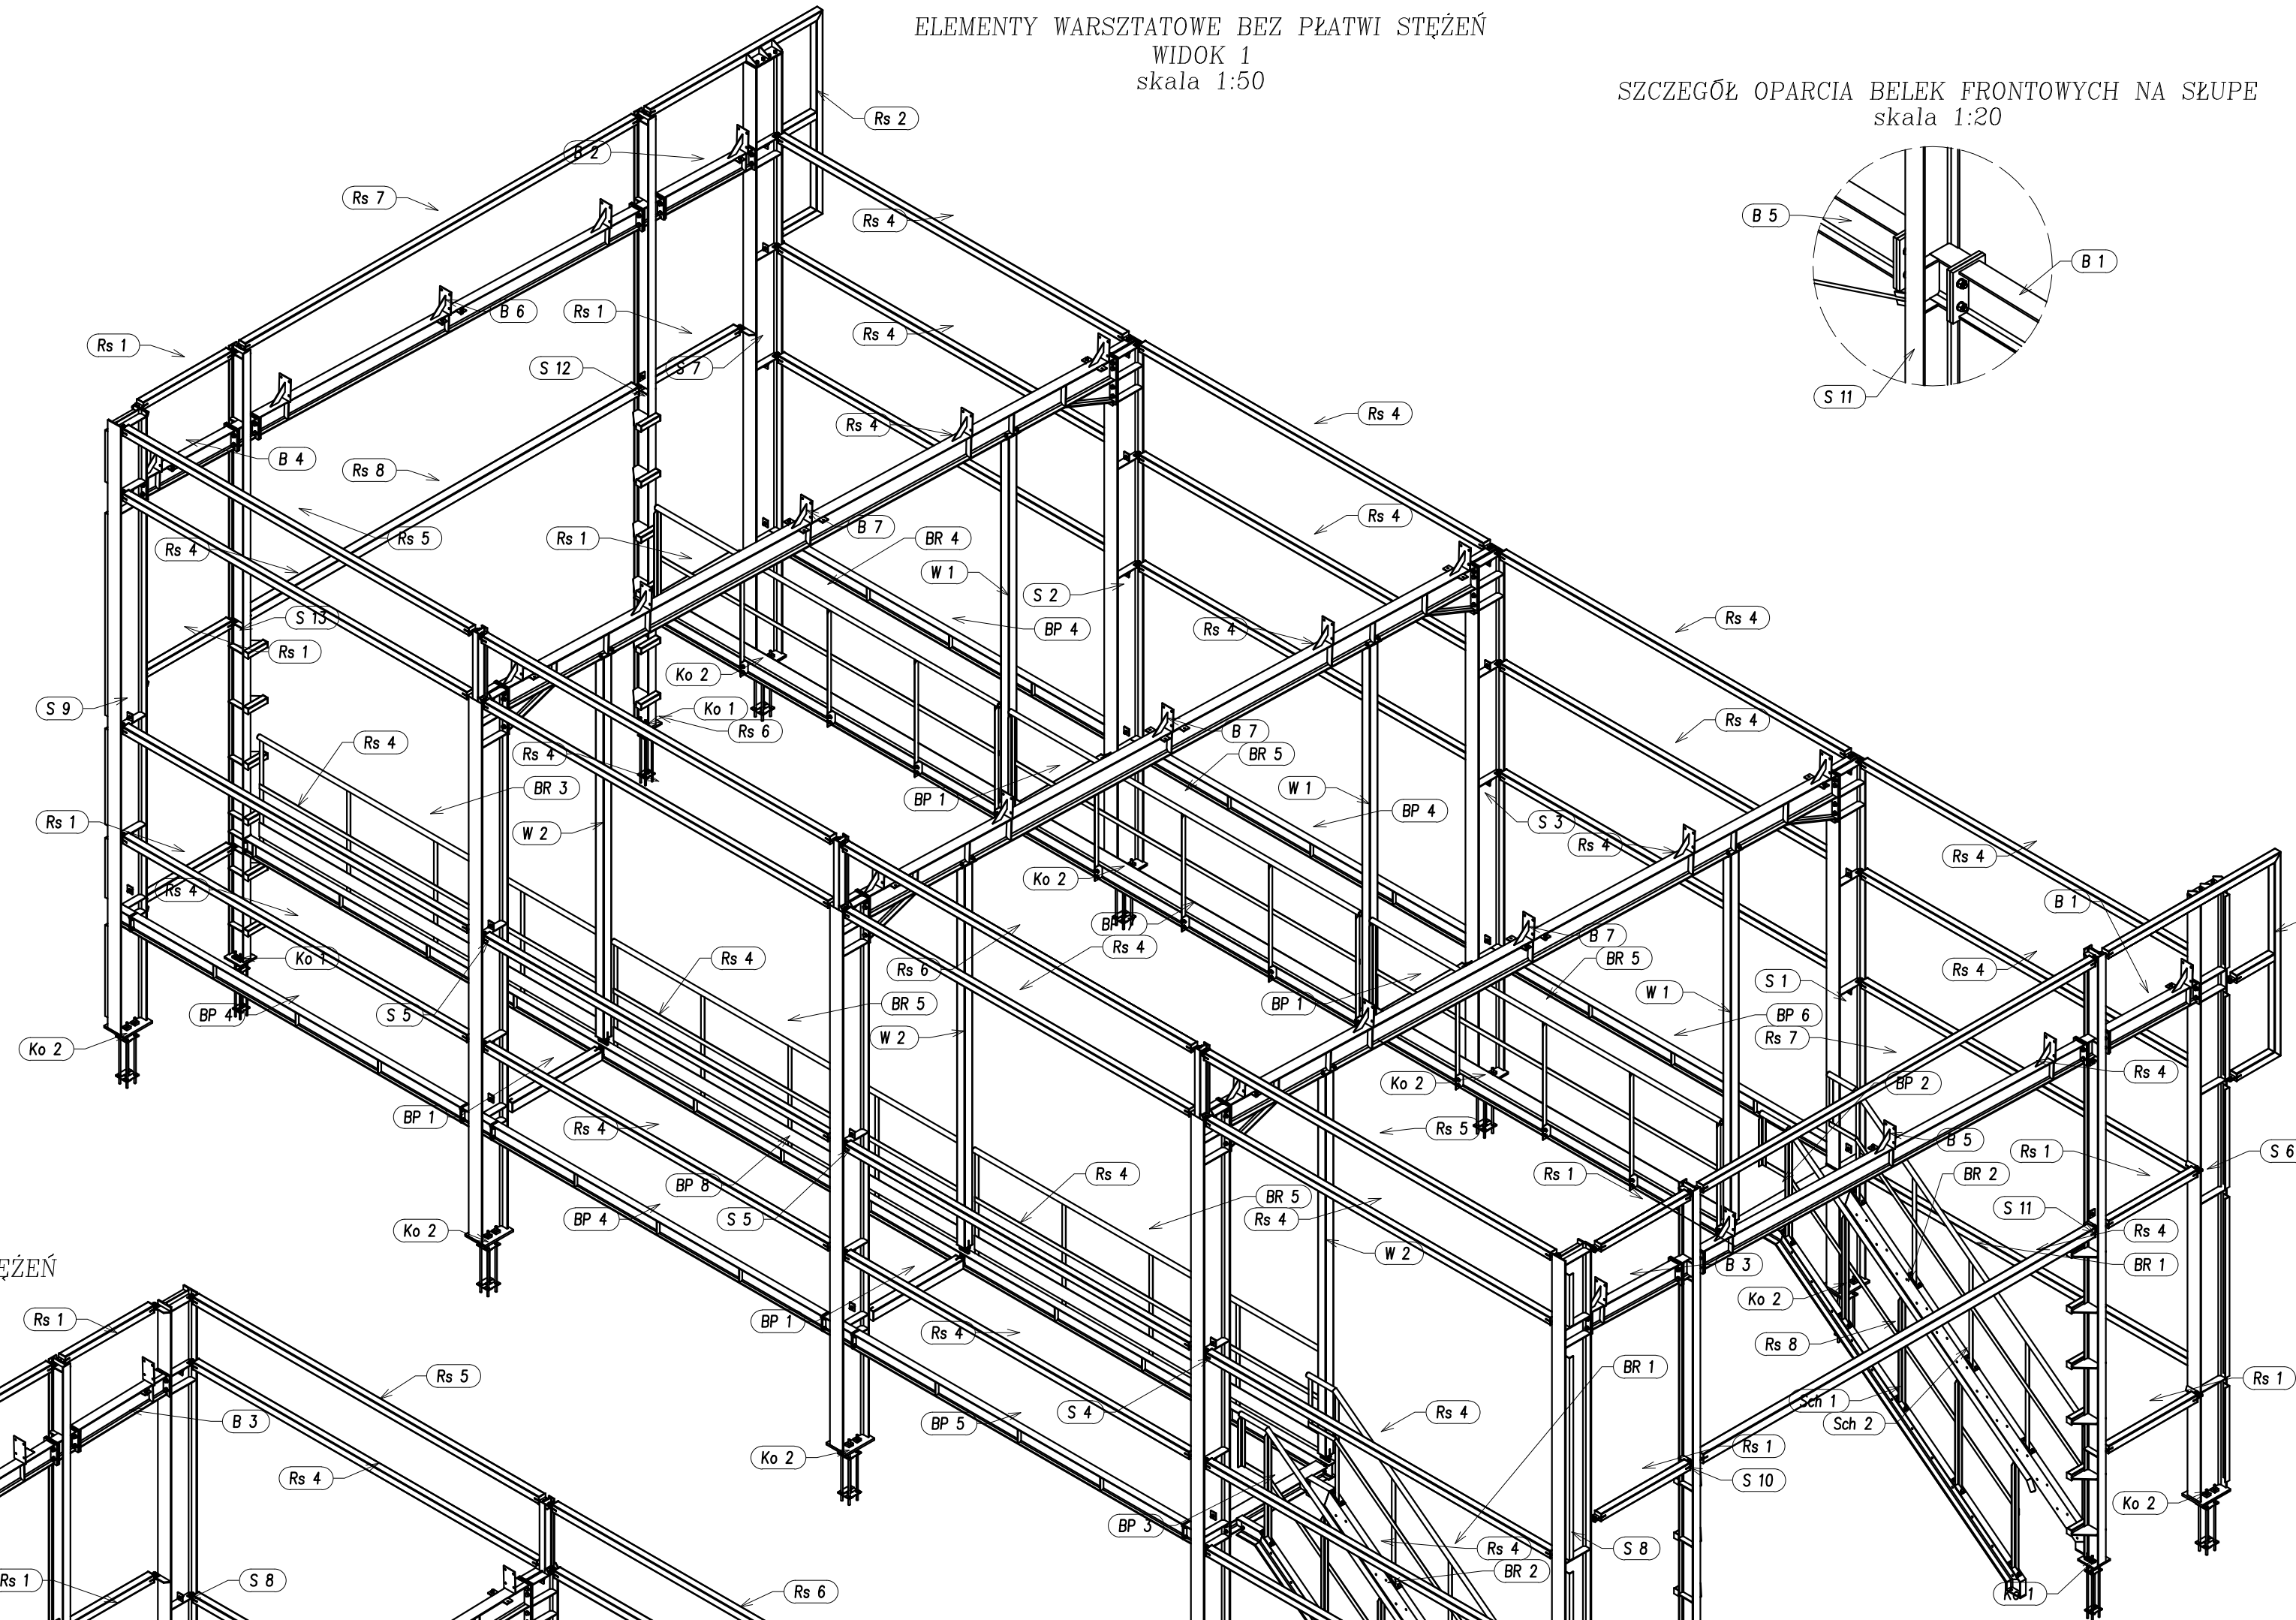 ELEMENTY WARSZTATOWE BEZ PŁATWI STĘŻEŃ
WIDOK 1
skala 1:50
SZCZEGÓŁ OPARCIA BELEK FRONTOWYCH NA SŁUPE
skala 1:20
Rs 2
B 2
Rs 7
Rs 4
B 5
B 1
S 11
B 6
Rs 1
Rs 4
Rs 1
S 12
S 7
Rs 4
Rs 4
B 4
Rs 8
Rs 4
B 7
Rs 5
Rs 1
BR 4
Rs 4
W 1
S 2
S 13
BP 4
Rs 4
Rs 4
Rs 1
Ko 2
S 9
Ko 1
Rs 6
Rs 4
B 7
Rs 4
Rs 4
BR 5
BR 3
BP 1
W 1
BP 4
S 3
Rs 1
W 2
Rs 4
Rs 4
Ko 2
Rs 4
B 1
BP 7
B 7
Rs 4
Rs 4
Ko 1
Rs 4
Rs 6
BR 5
S 1
BP 1
W 1
BR 5
BP 4
S 5
BP 6
W 2
Rs 7
Ko 2
Rs 4
Ko 2
BP 2
BP 1
Rs 4
Rs 5
B 5
Rs 1
S 6
Rs 1
BR 2
Rs 4
BP 8
BR 5
S 11
BP 4
S 5
Rs 4
Rs 4
Ko 2
W 2
B 3
BR 1
Ko 2
ĘŻEŃ
Rs 1
BP 1
Rs 4
Rs 8
BR 1
Rs 5
Rs 1
Sch 1
S 4
Rs 4
B 3
BP 5
Sch 2
Rs 1
Ko 2
Rs 4
S 10
Ko 2
BP 3
Rs 4
S 8
BR 2
Rs 1
S 8
Rs 6
Ko 1